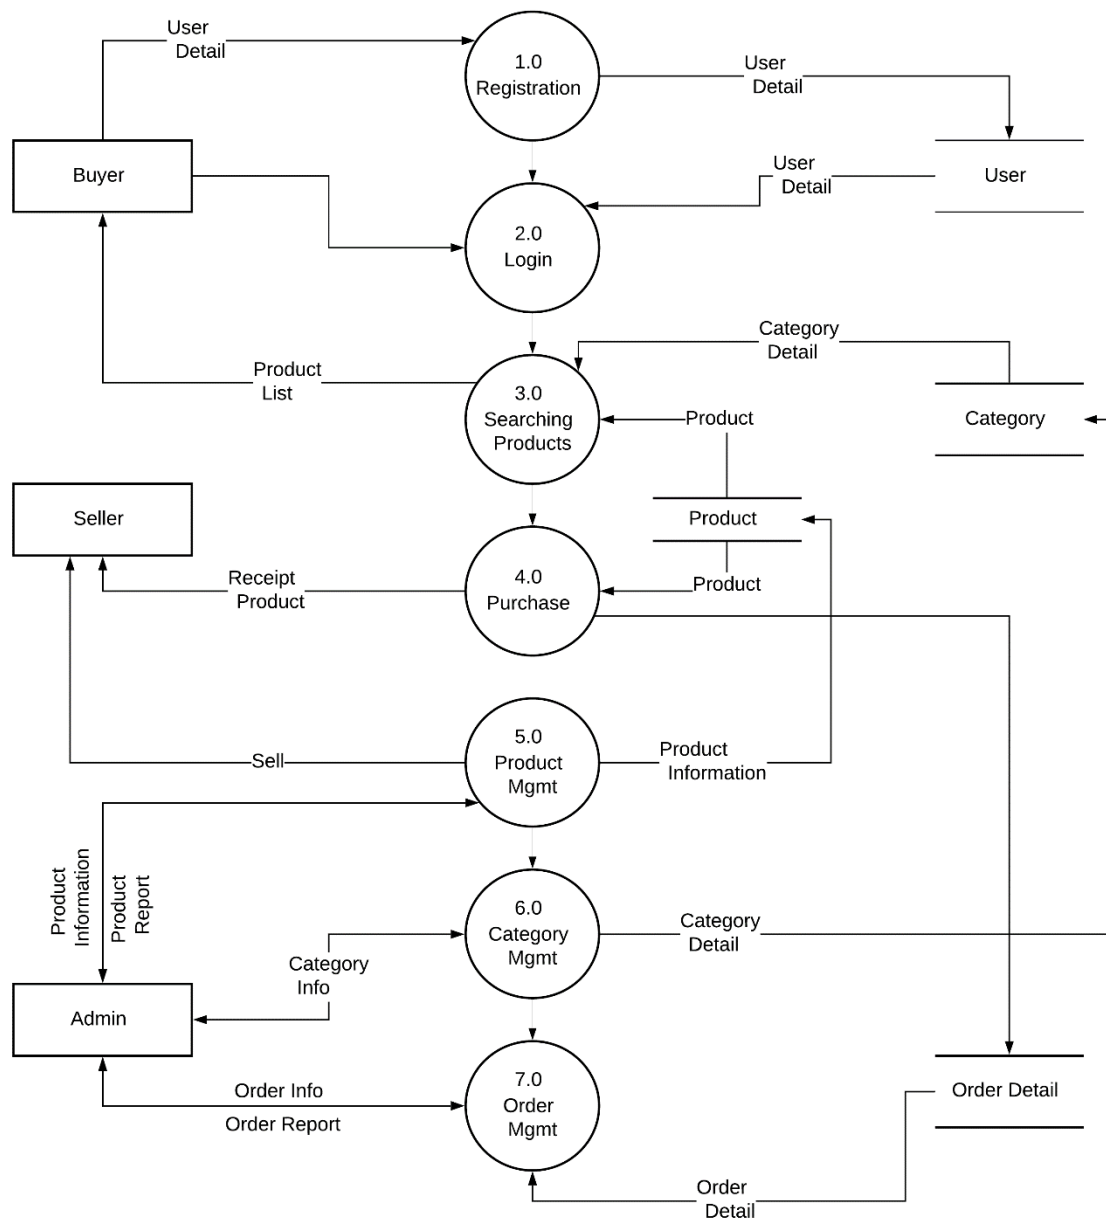 User
Detail
1.0
Registration
User
Detail
Buyer
User
Detail
User
2.0
Login
Category
Detail
Product
List
3.0
Searching
Products
Product
Category
Seller
Product
Receipt
Product
4.0
Purchase
Product
5.0
Product
Mgmt
Sell
Product
Information
Product
Information
Product
Report
6.0
Category
Mgmt
Category
Detail
Category
Info
Admin
7.0
Order
Mgmt
Order Info
Order Report
Order Detail
Order
Detail